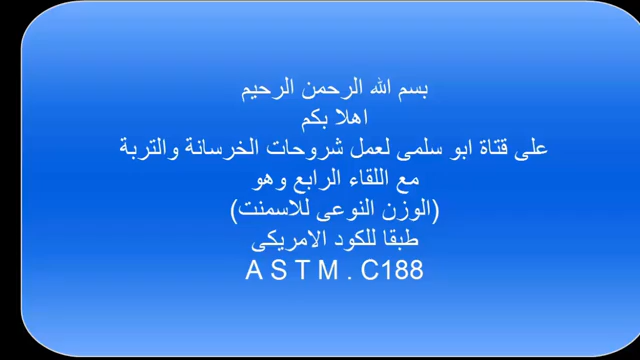 بسم الله الرحمن الرحيم
اهلا بكم
على قتاة ابو سلمى لعمل شروحات الخرسانة والتربة
مع اللقاء الرابع وهو
(الوزن النوعى للاسمنت)
طبقا للكود الامريكى
A S T M . C188